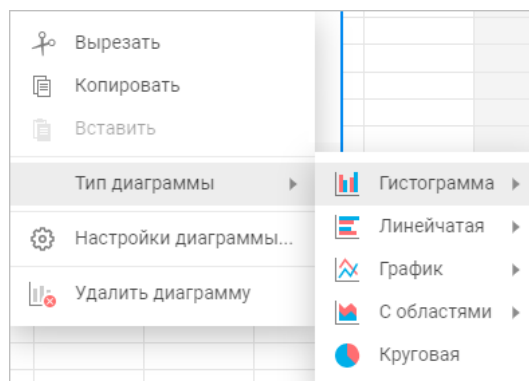 Вырезать
Копировать
Вставить
Тип диаграммы
Настройки диаграммы...
Удалить диаграмму
Гистограмма
Линейчатая
График
С областями
Круговая